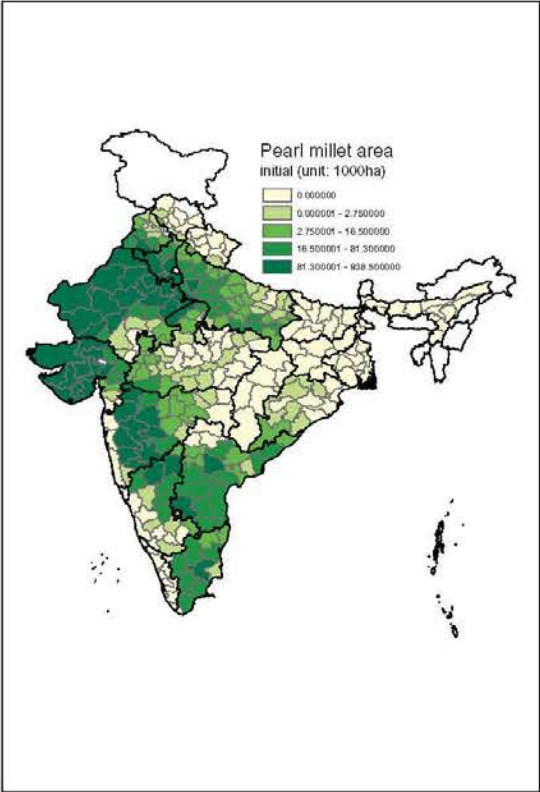 Pearl millet area
initial (unit: 1000ha)
0.000000
0.000001 - 2.750000
2.750001 - 16.500000
16.500001 - 81.300000
81.300001 - 938.500000